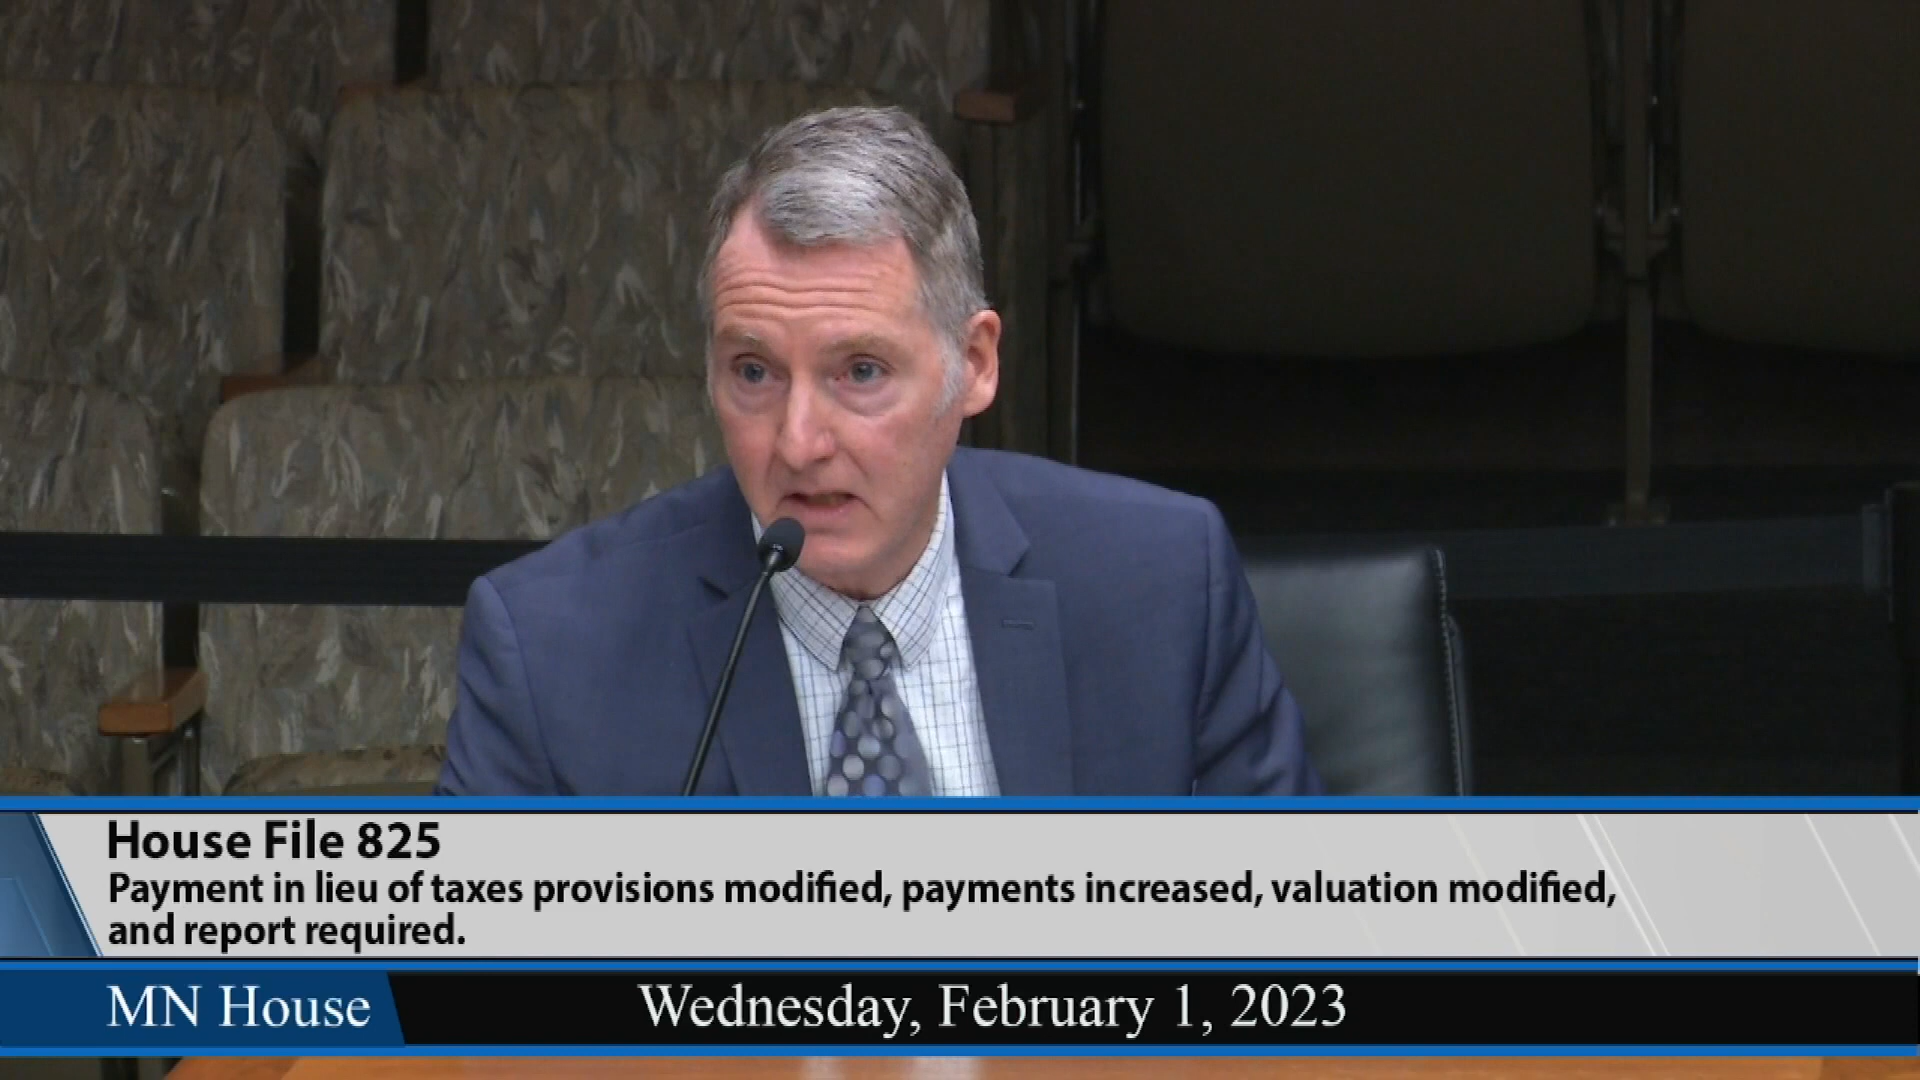 House File 825
Payment in lieu of taxes provisions modified, payments increased, valuation modified,
and report required.
MN House
Wednesday, February 1, 2023